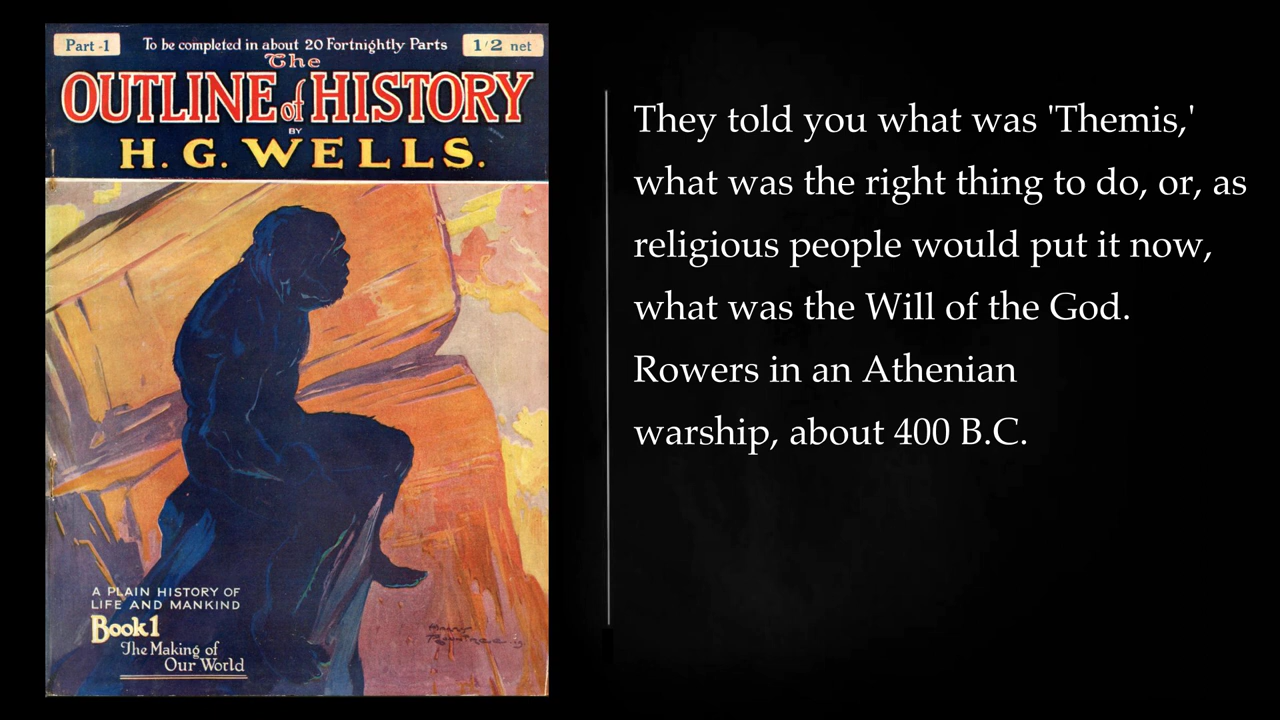 Part -1
To be completed in about 20 Fortnightly Parts
1/2 net
The
OUTLINE of HISTORY
BY
H. G. WELLS.
A PLAIN HISTORY OF
LIFE AND MANKIND
Book 1
The Making of
Our World
They told you what was 'Themis,'
what was the right thing to do, or, as
religious people would put it now,
what was the Will of the God.
Rowers in an Athenian
warship, about 400 B.C.